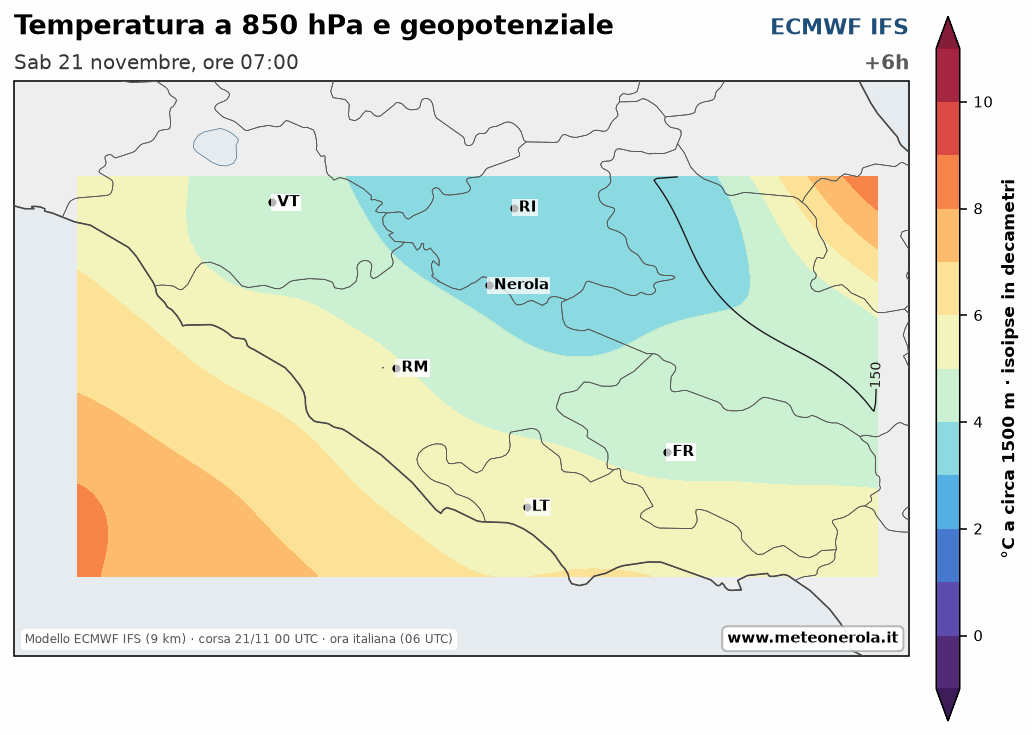 Temperatura a 850 hPa e geopotenziale
ECMWF IFS
Sab 21 novembre, ore 07:00
+6h
10
8
6
4
2
0
°C a circa 1500 m · isoipse in decametri
VT
RI
Nerola
RM
150
FR
LT
Modello ECMWF IFS (9 km) · corsa 21/11 00 UTC · ora italiana (06 UTC)
www.meteonerola.it